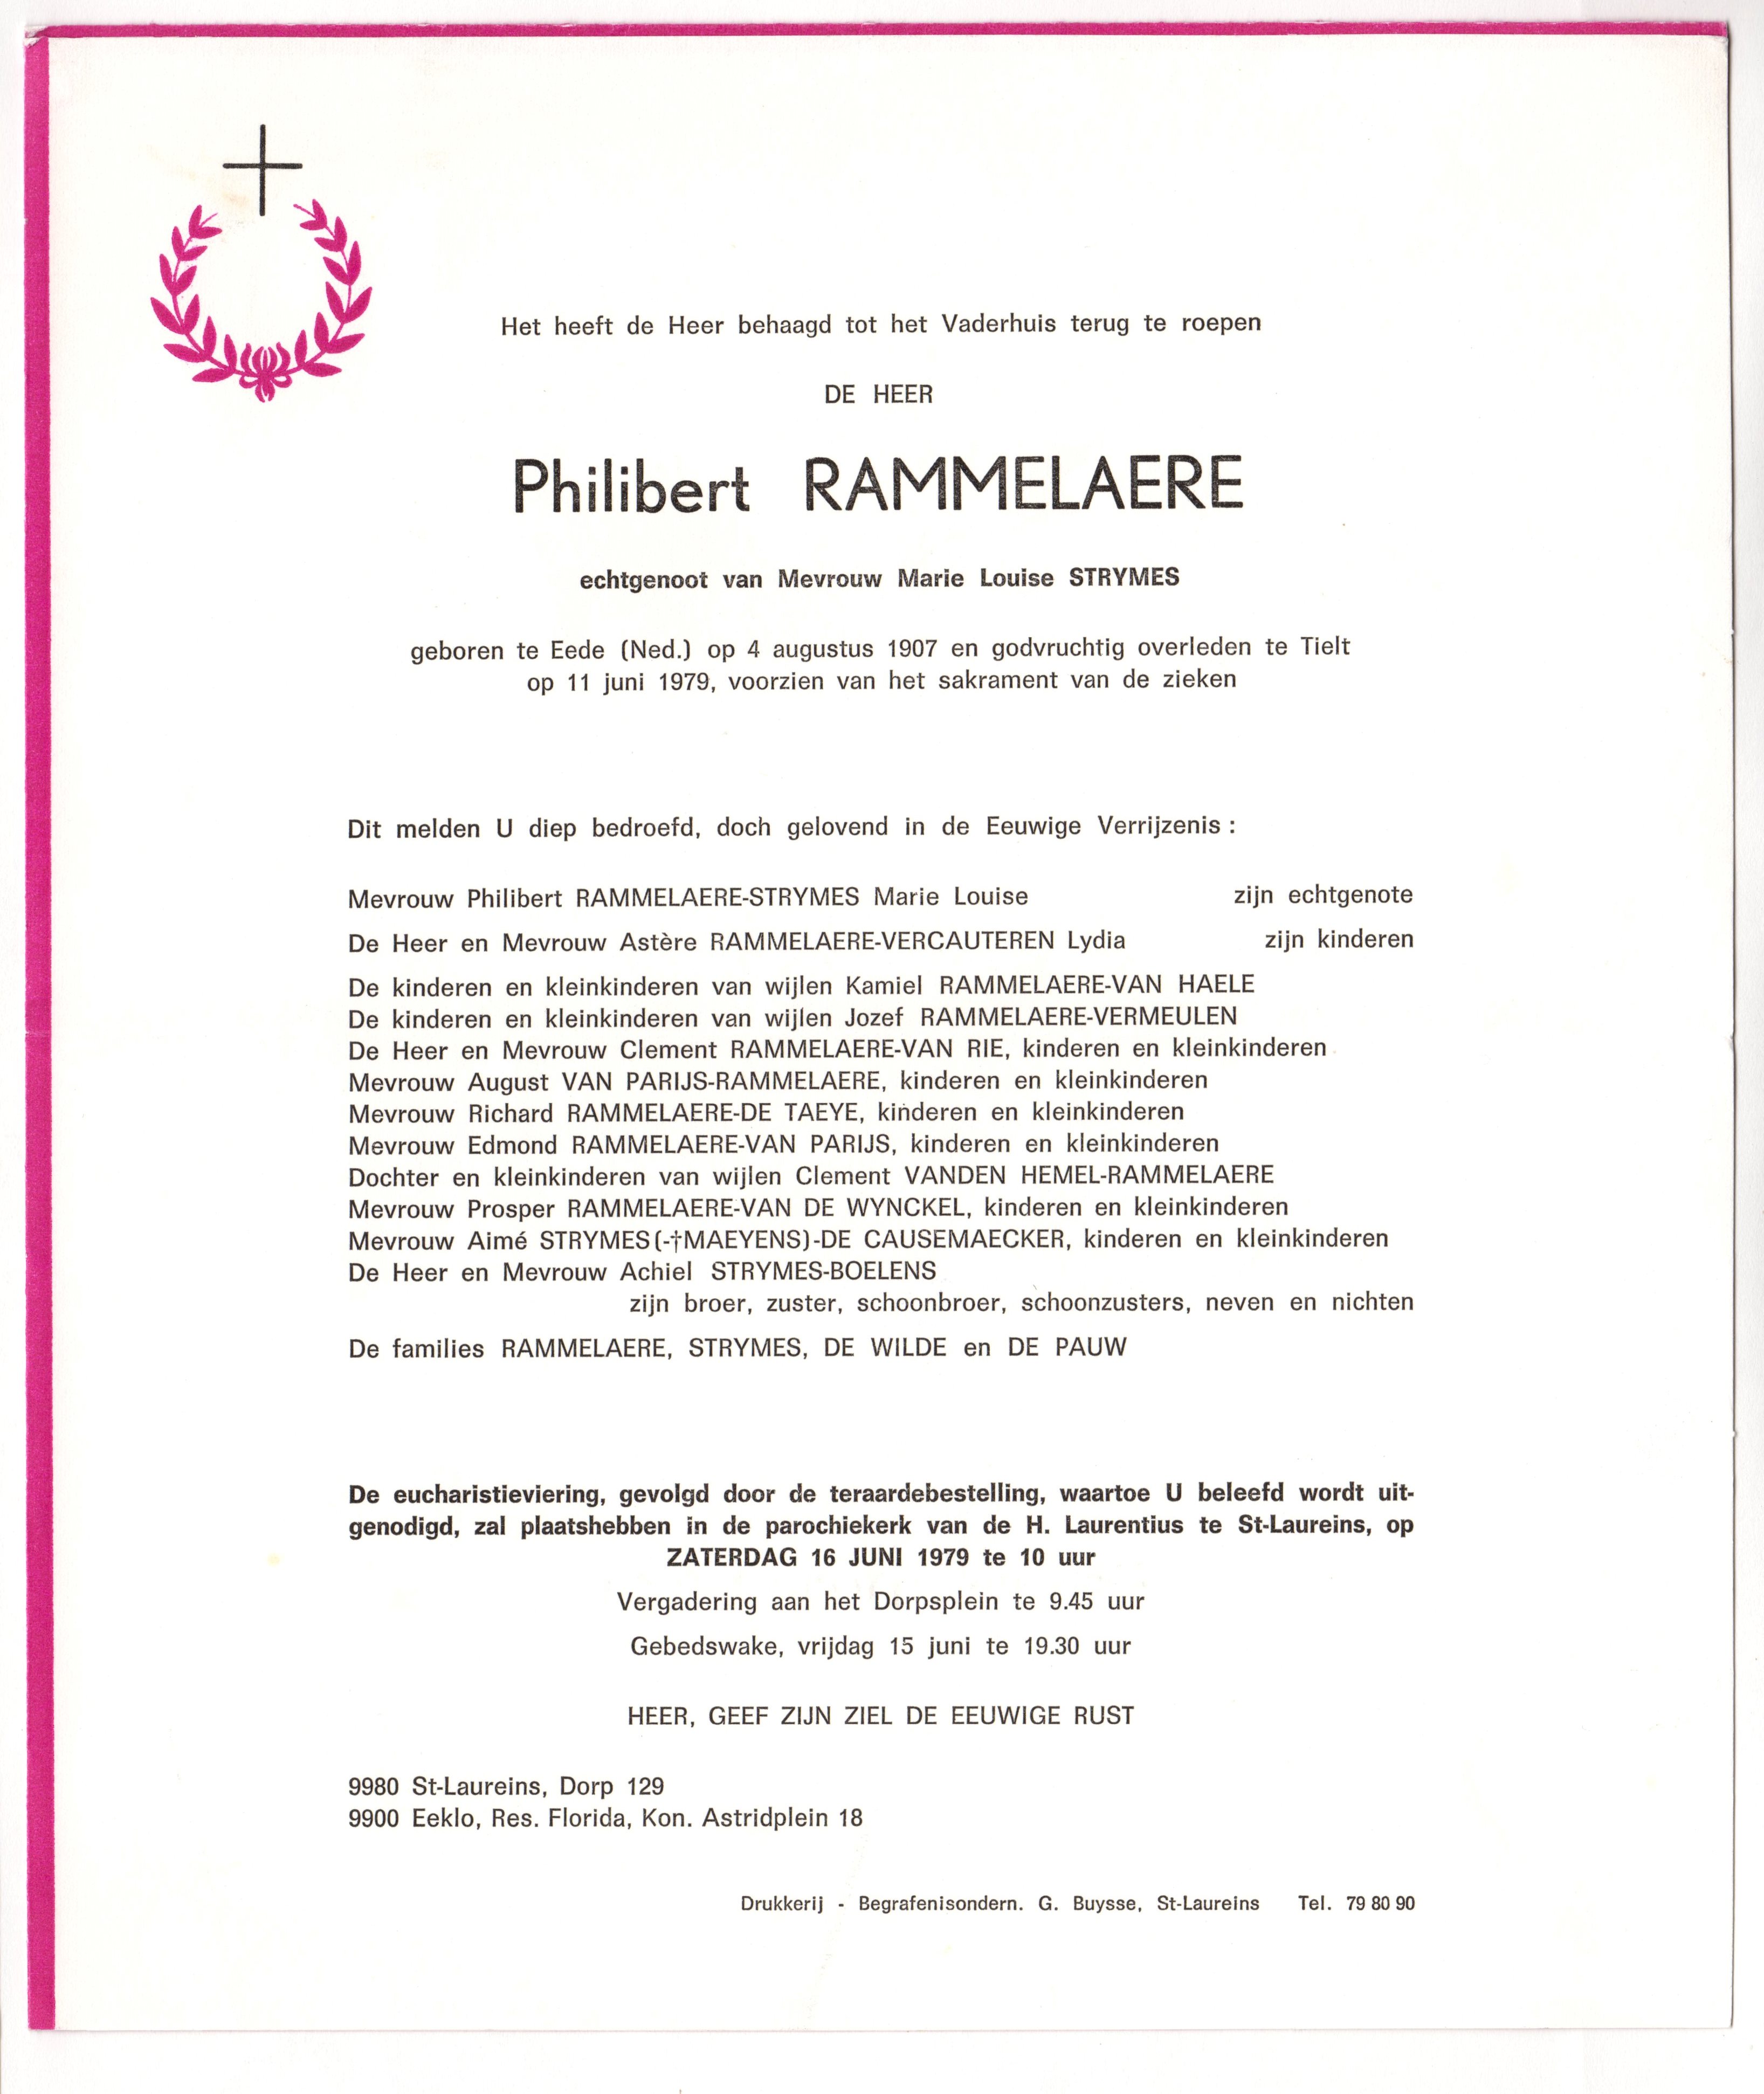 Het heeft de Heer behaagd tot het Vaderhuis terug te roepen
DE HEER
Philibert RAMMELAERE
echtgenoot van Mevrouw Marie Louise STRYMES
geboren te Eede (Ned.) op 4 augustus 1907 en godvruchtig overleden te Tielt
op 11 juni 1979, voorzien van het sakrament van de zieken
Dit melden U diep bedroefd, doch gelovend in de Eeuwige Verrijzenis :
Mevrouw Philibert RAMMELAERE-STRYMES Marie Louise zijn echtgenote
De Heer en Mevrouw Astère RAMMELAERE-VERCAUTEREN Lydia zijn kinderen
De kinderen en kleinkinderen van wijlen Kamiel RAMMELAERE-VAN HAELE
De kinderen en kleinkinderen van wijlen Jozef RAMMELAERE-VERMEULEN
De Heer en Mevrouw Clement RAMMELAERE-VAN RIE, kinderen en kleinkinderen
Mevrouw August VAN PARIJS-RAMMELAERE, kinderen en kleinkinderen
Mevrouw Richard RAMMELAERE-DE TAEYE, kinderen en kleinkinderen
Mevrouw Edmond RAMMELAERE-VAN PARIJS, kinderen en kleinkinderen
Dochter en kleinkinderen van wijlen Clement VANDEN HEMEL-RAMMELAERE
Mevrouw Prosper RAMMELAERE-VAN DE WYNCKEL, kinderen en kleinkinderen
Mevrouw Aimé STRYMES(-†MAEYENS)-DE CAUSEMAECKER, kinderen en kleinkinderen
De Heer en Mevrouw Achiel STRYMES-BOELENS
zijn broer, zuster, schoonbroer, schoonzusters, neven en nichten
De families RAMMELAERE, STRYMES, DE WILDE en DE PAUW
De eucharistieviering, gevolgd door de teraardebestelling, waartoe U beleefd wordt uit-
genodigd, zal plaatshebben in de parochiekerk van de H. Laurentius te St-Laureins, op
ZATERDAG 16 JUNI 1979 te 10 uur
Vergadering aan het Dorpsplein te 9.45 uur
Gebedswake, vrijdag 15 juni te 19.30 uur
HEER, GEEF ZIJN ZIEL DE EEUWIGE RUST
9980 St-Laureins, Dorp 129
9900 Eeklo, Res. Florida, Kon. Astridplein 18
Drukkerij - Begrafenisondern. G. Buysse, St-Laureins Tel. 79 80 90